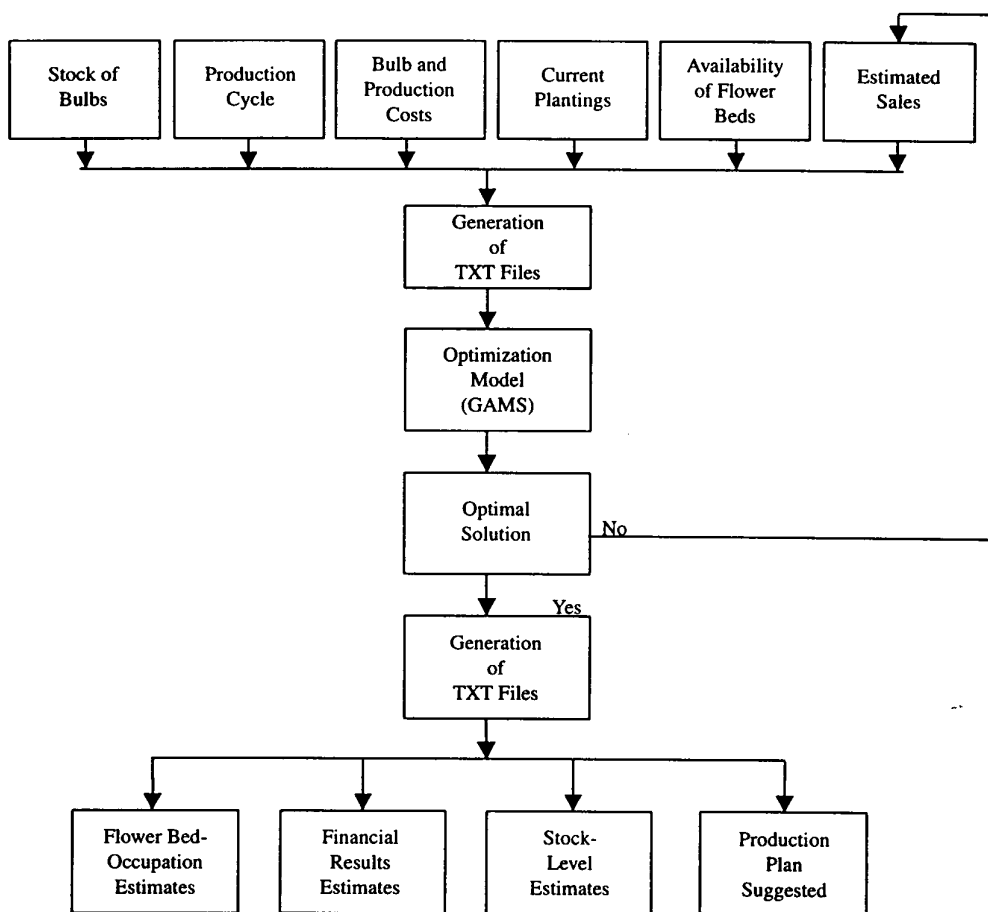 Stock of
Bulbs
Production
Cycle
Bulb and
Production
Costs
Current
Plantings
Availability
of Flower
Beds
Estimated
Sales
Generation
of
TXT Files
Optimization
Model
(GAMS)
Optimal
Solution
No
Yes
Generation
of
TXT Files
Flower Bed-
Occupation
Estimates
Financial
Results
Estimates
Stock-
Level
Estimates
Production
Plan
Suggested